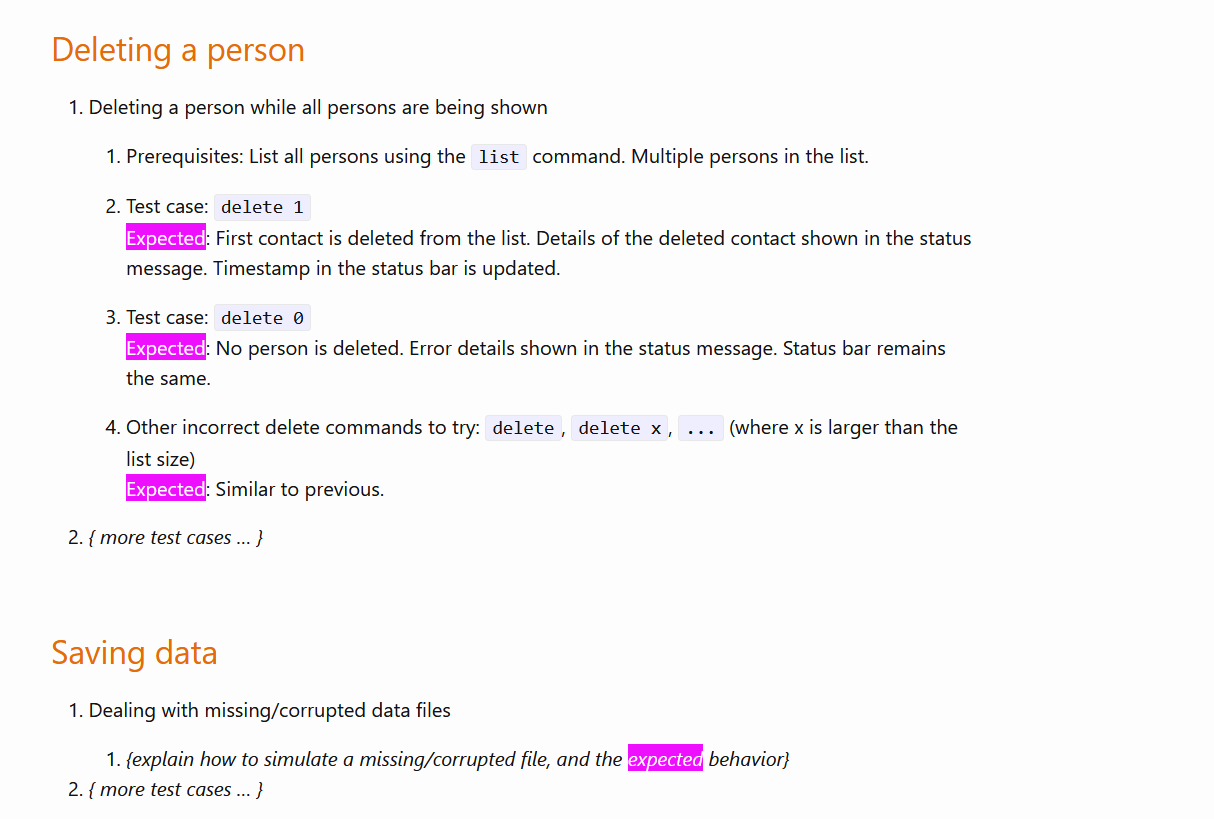 Deleting a person
1. Deleting a person while all persons are being shown
1. Prerequisites: List all persons using the list command. Multiple persons in the list.
2. Test case: delete 1
Expected: First contact is deleted from the list. Details of the deleted contact shown in the status
message. Timestamp in the status bar is updated.
3. Test case: delete 0
Expected: No person is deleted. Error details shown in the status message. Status bar remains
the same.
4. Other incorrect delete commands to try: delete, delete x, ... (where x is larger than the
list size)
Expected: Similar to previous.
2. { more test cases … }
Saving data
1. Dealing with missing/corrupted data files
1. {explain how to simulate a missing/corrupted file, and the expected behavior}
2. { more test cases … }